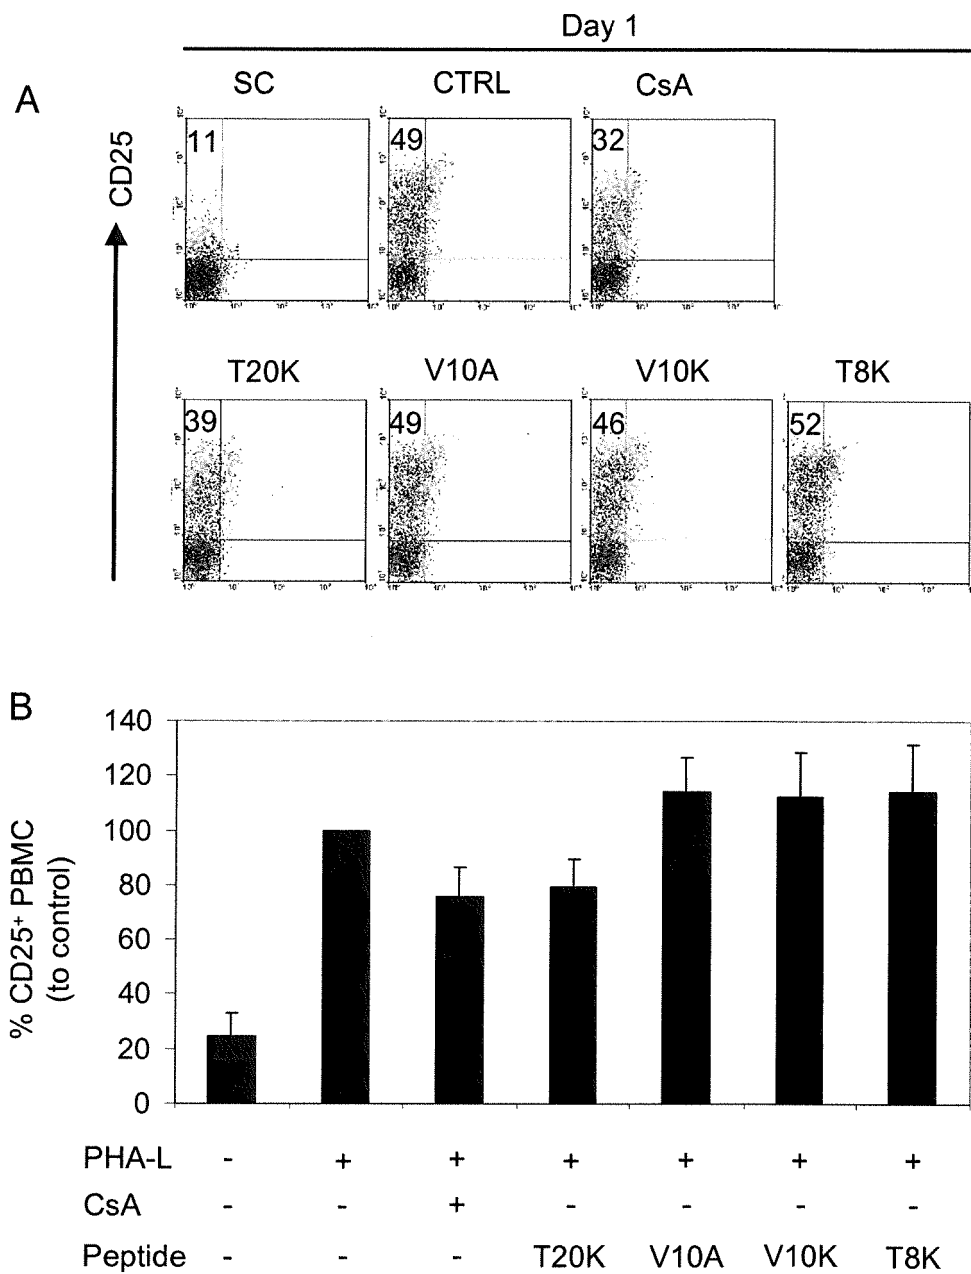 Day 1
A
SC CTRL CsA
CD25
11 49 32
T20K V10A V10K T8K
39 49 46 52
B
% CD25⁺ PBMC
(to control)
140
120
100
80
60
40
20
0
PHA-L - + + + + + +
CsA - - + - - - -
Peptide - - - T20K V10A V10K T8K